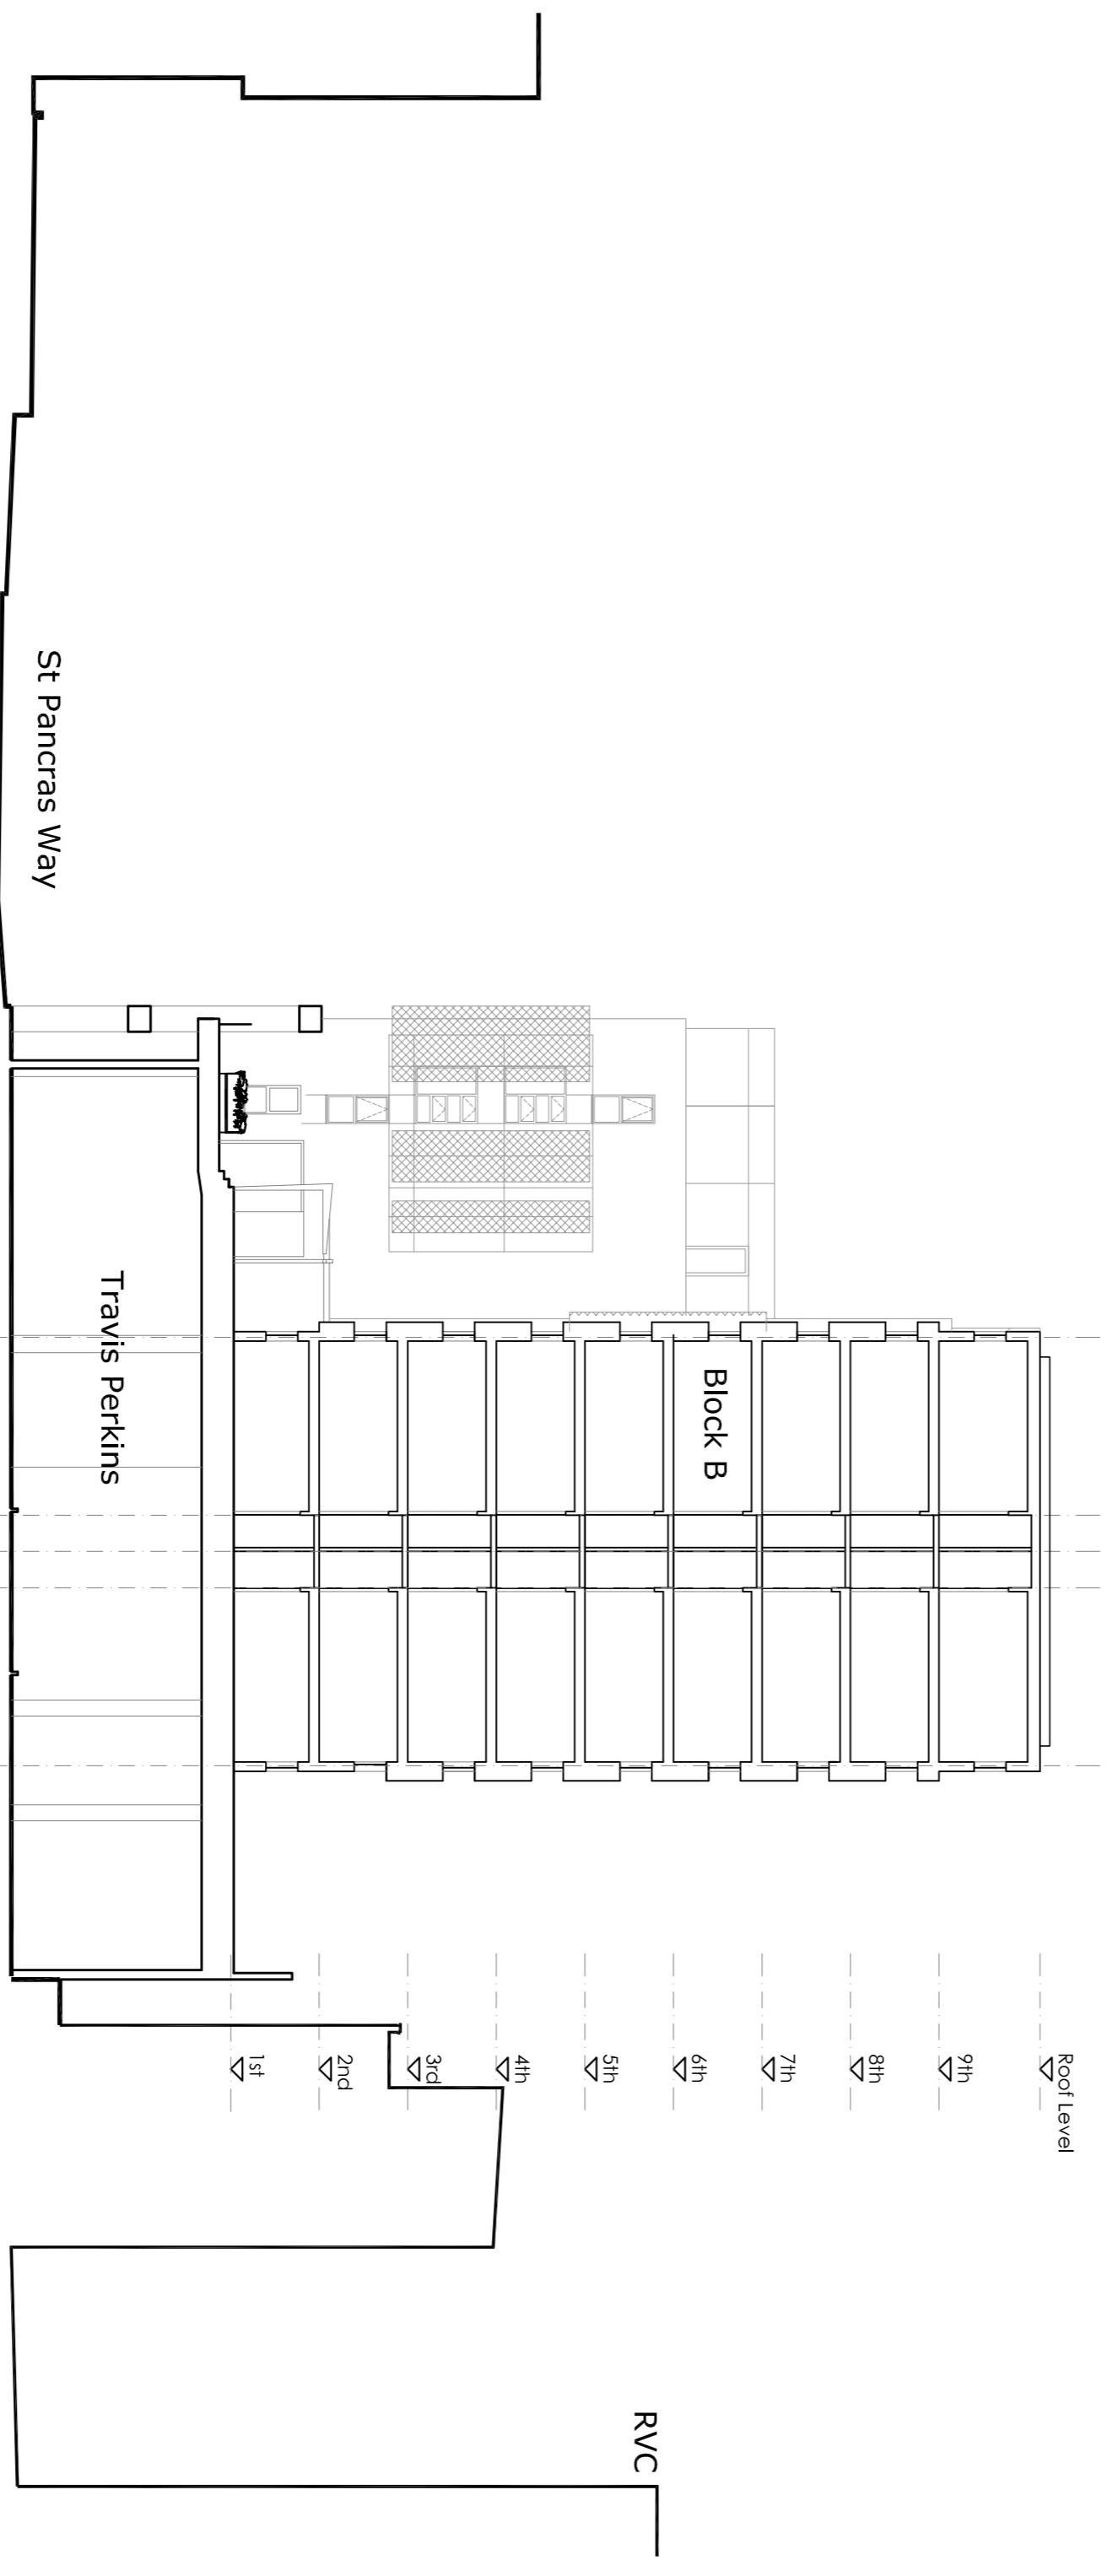 Roof Level
9th
8th
7th
6th
5th
4th
3rd
2nd
1st
RVC
Block B
Travis Perkins
St Pancras Way